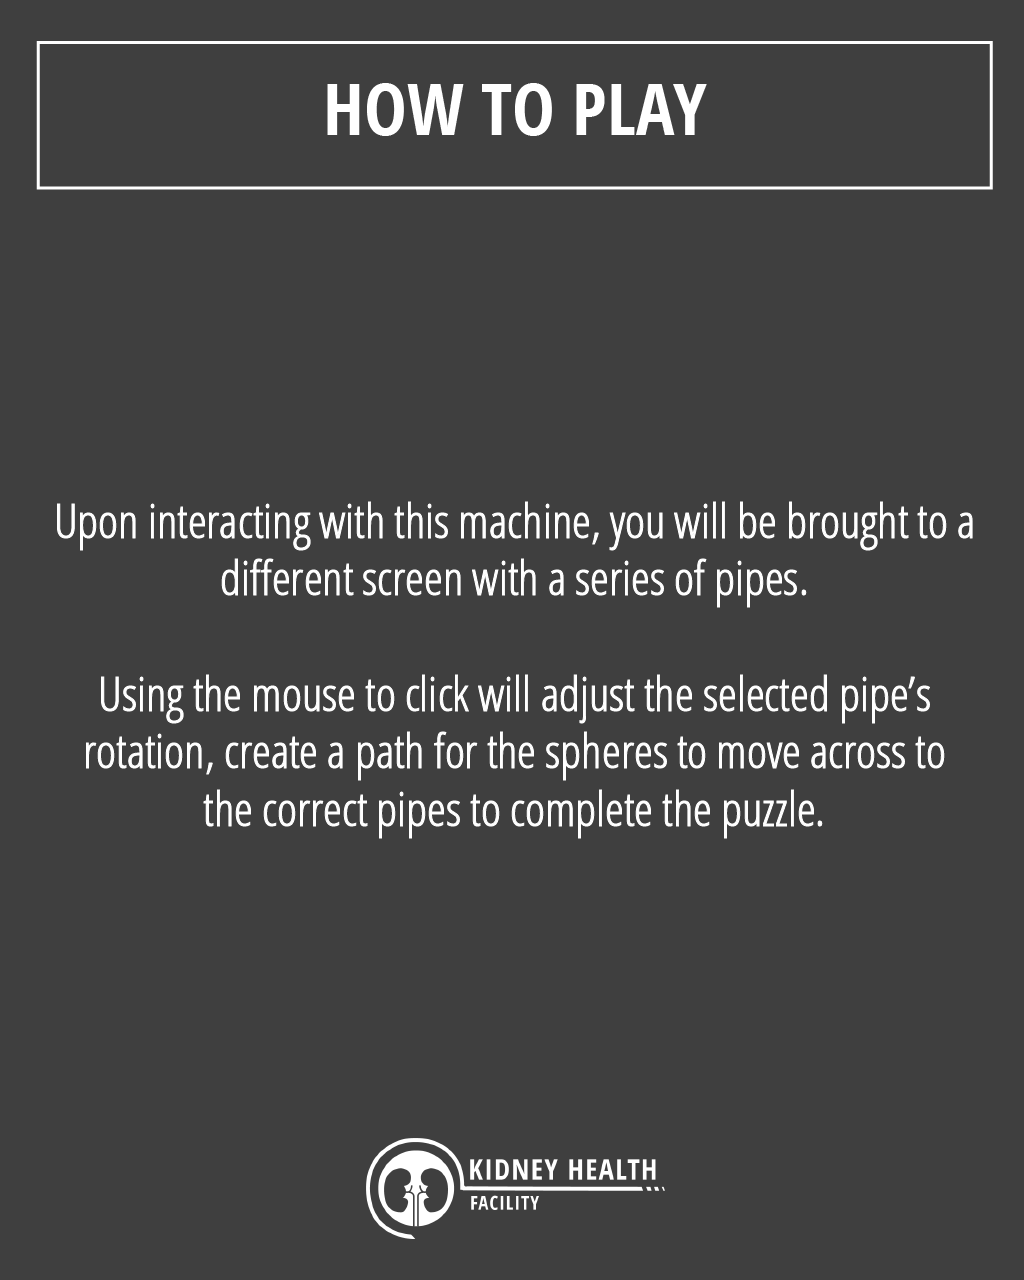 HOW TO PLAY
Upon interacting with this machine, you will be brought to a
different screen with a series of pipes.
Using the mouse to click will adjust the selected pipe’s
rotation, create a path for the spheres to move across to
the correct pipes to complete the puzzle.
KIDNEY HEALTH
FACILITY